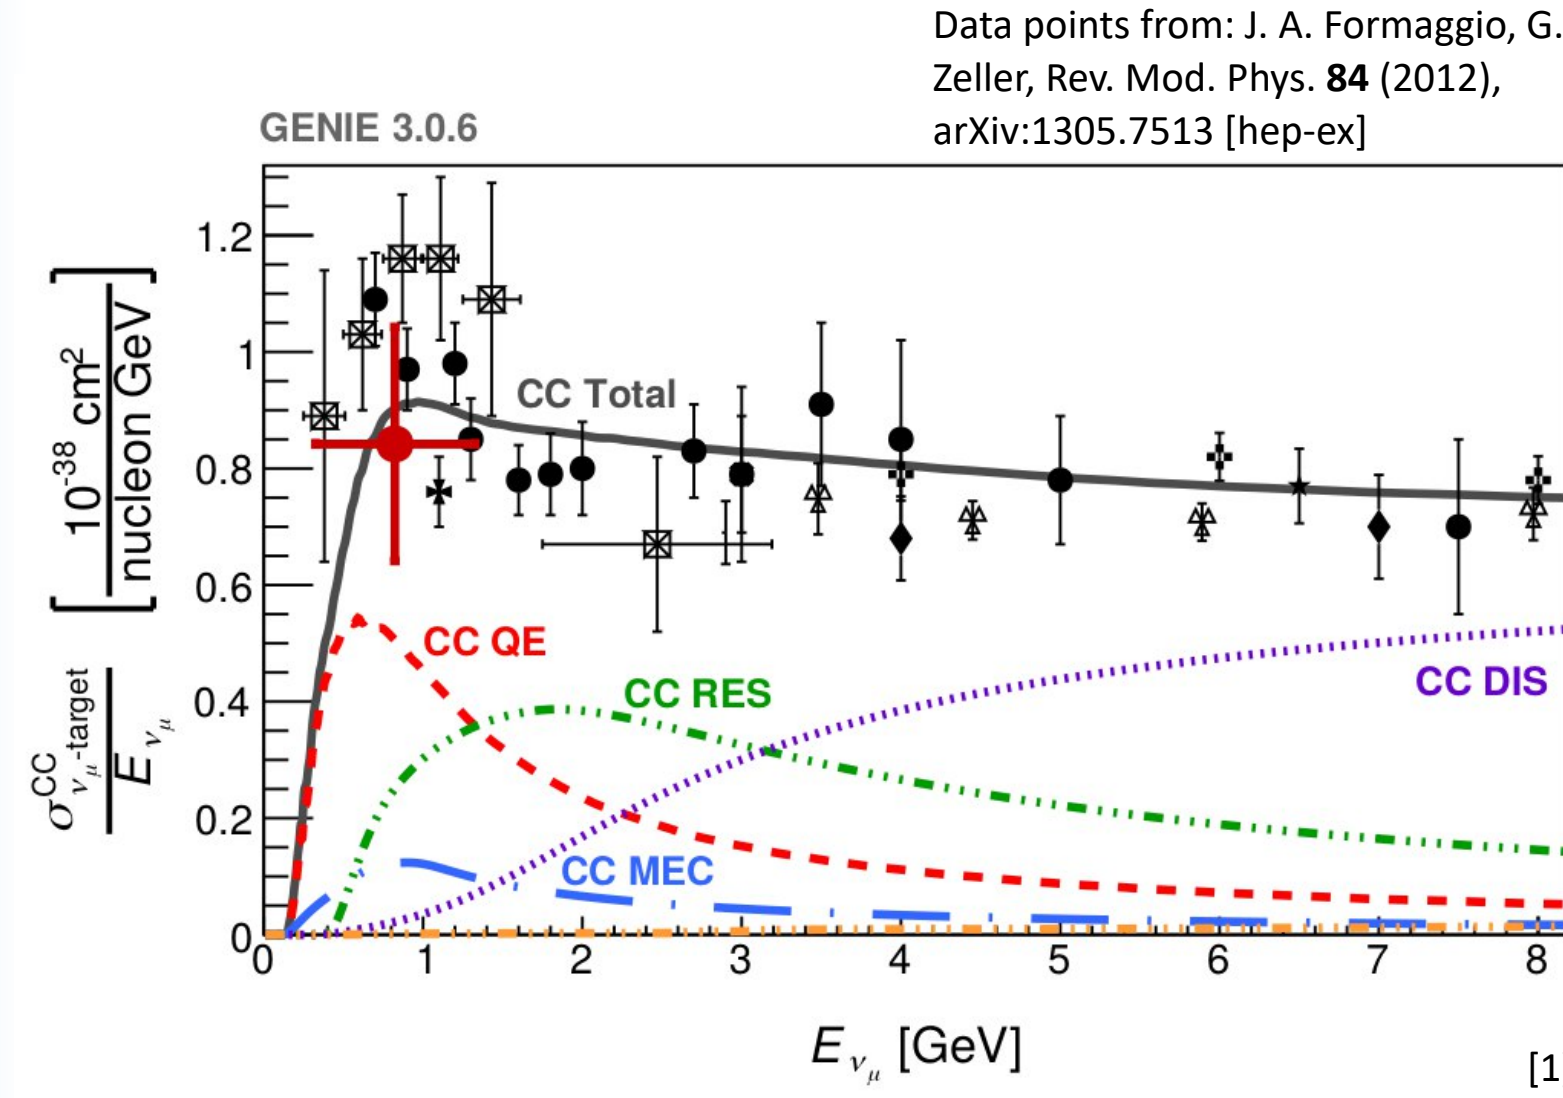 Data points from: J. A. Formaggio, G.
Zeller, Rev. Mod. Phys. 84 (2012),
arXiv:1305.7513 [hep-ex]
GENIE 3.0.6
1.2
1
0.8
0.6
0.4
0.2
0
σ^CC_νμ-target / E_νμ [10^-38 cm^2 / nucleon GeV]
CC Total
CC QE
CC RES
CC DIS
CC MEC
0 1 2 3 4 5 6 7 8
E_νμ [GeV]
[1